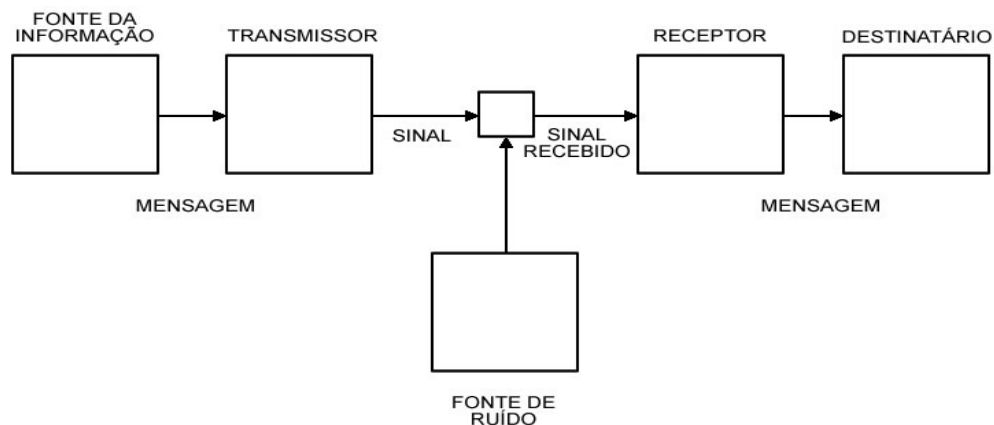 FONTE DA
INFORMAÇÃO
TRANSMISSOR
RECEPTOR
DESTINATÁRIO
SINAL
SINAL
RECEBIDO
MENSAGEM
MENSAGEM
FONTE DE
RUÍDO